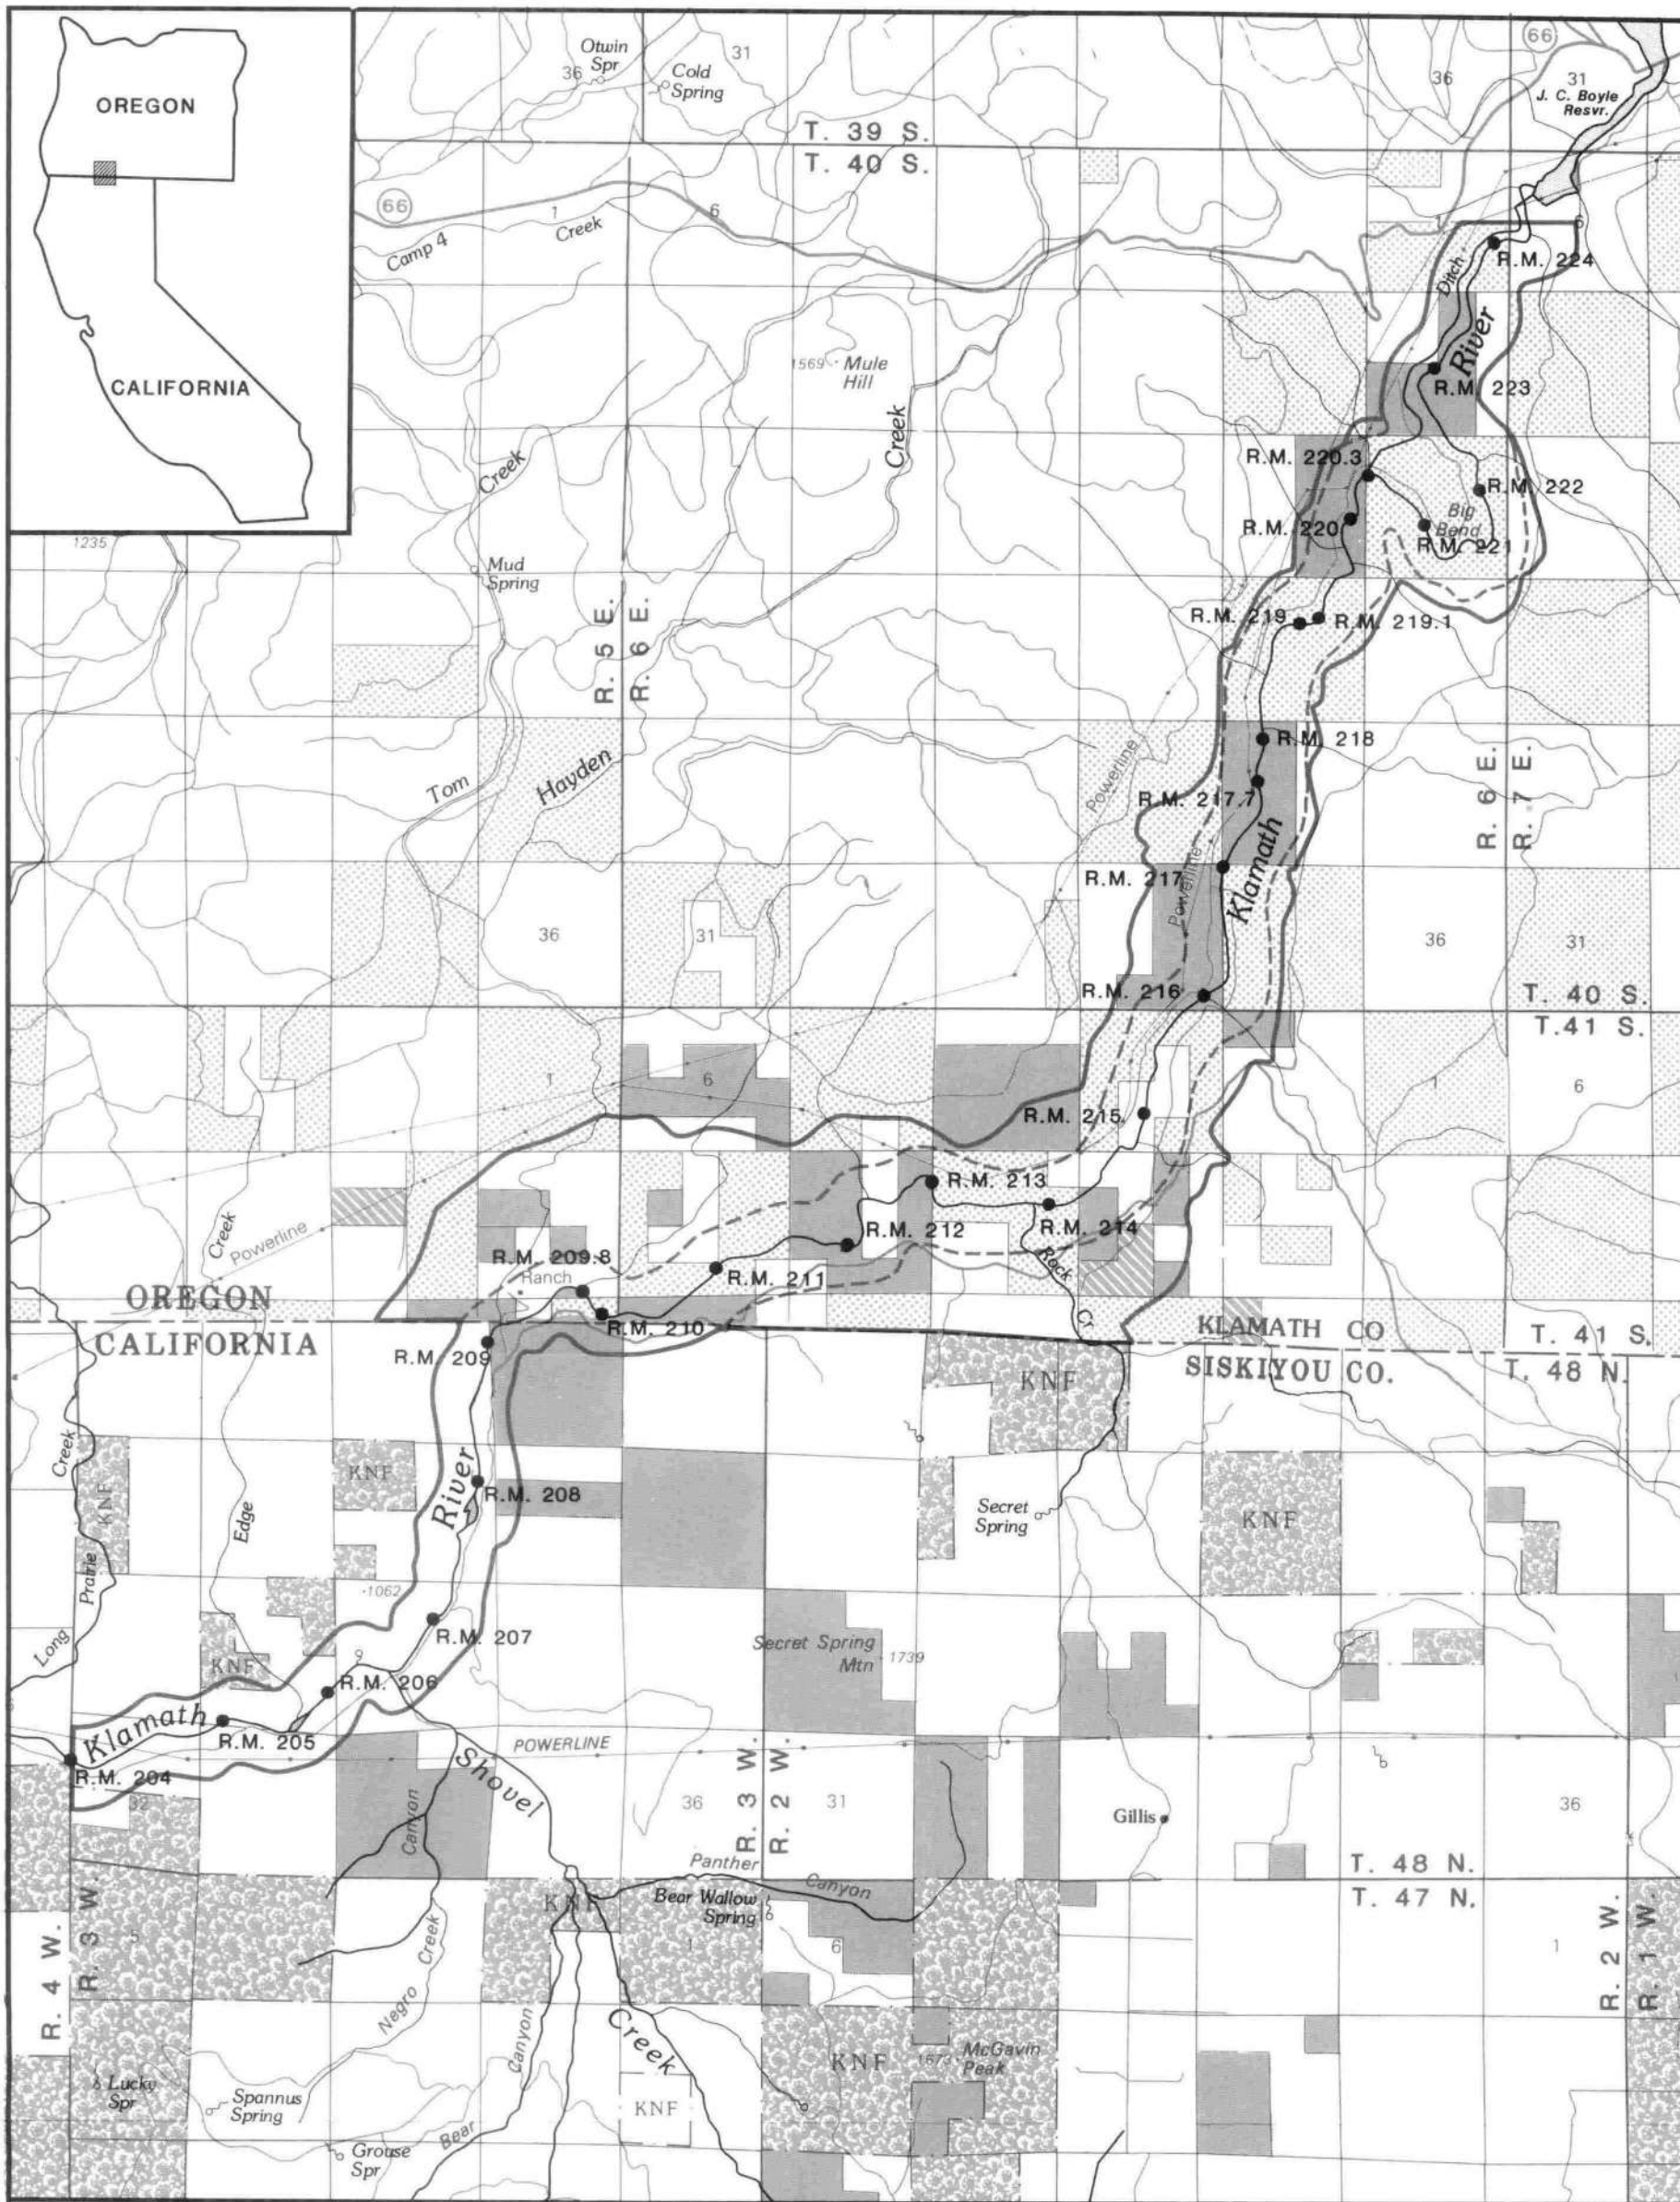 OREGON
CALIFORNIA
Otwin
Spr
36
Cold
Spring
31
66
36
31
J. C. Boyle
Resvr.
T. 39 S.
T. 40 S.
66
1
6
Camp 4
Creek
1
6
R.M. 224
Ditch
River
1569
Mule
Hill
R.M. 223
Creek
Creek
R.M. 220.3
R.M. 222
Big
Bend
R.M. 220
R.M. 221
1235
Mud
Spring
R. 5 E.
R. 6 E.
R.M. 219
R.M. 219.1
R.M. 218
Powerline
Tom
Hayden
R.M. 217.7
R. 6 E.
R. 7 E.
Klamath
R.M. 217
Powerline
36
31
36
31
R.M. 216
T. 40 S.
T. 41 S.
1
6
1
6
R.M. 215
R.M. 213
R.M. 214
R.M. 212
Creek
Powerline
R.M. 209.8
Ranch
R.M. 211
Rock
Cr
OREGON
R.M. 210
KLAMATH CO
T. 41 S.
CALIFORNIA
R.M. 209
SISKIYOU CO.
T. 48 N.
KNF
Creek
KNF
KNF
River
R.M. 208
Secret
Spring
KNF
Edge
Prairie
1062
Long
R.M. 207
Secret Spring
Mtn
1739
KNF
R.M. 206
Klamath
R.M. 205
POWERLINE
R.M. 204
Shovel
32
Canyon
36
R. 3 W.
R. 2 W.
31
Gillis
36
Panther
Canyon
T. 48 N.
T. 47 N.
KNF
Bear Wallow
Spring
R. 4 W.
R. 3 W.
5
1
6
1
R. 2 W.
R. 1 W.
Negro
Creek
Canyon
Creek
KNF
1673
McGavin
Peak
Lucky
Spr
Spannus
Spring
KNF
Bear
Grouse
Spr